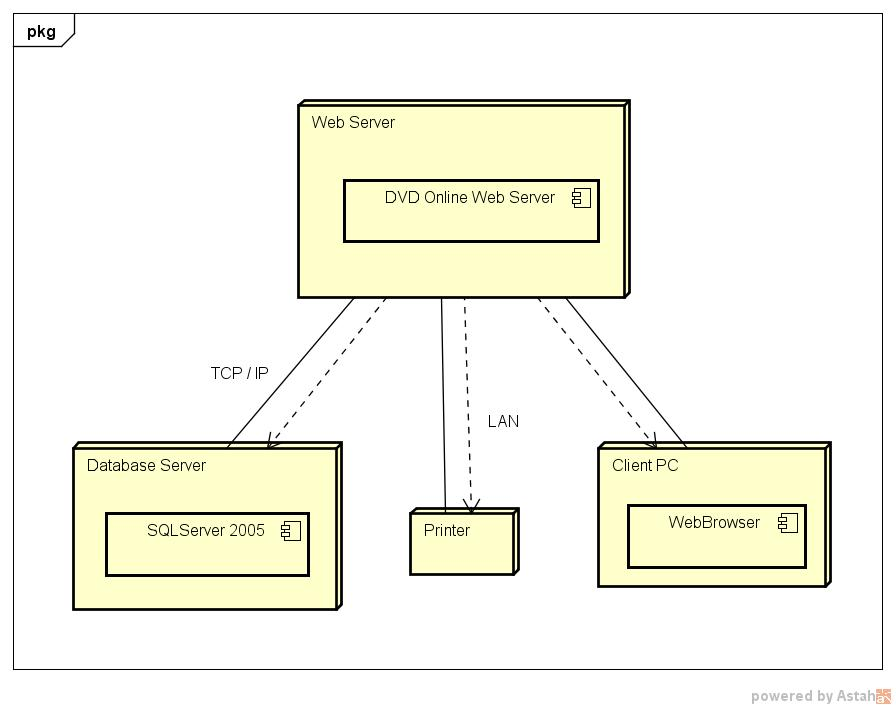 pkg
Web Server
DVD Online Web Server
TCP / IP
LAN
Database Server
SQLServer 2005
Printer
Client PC
WebBrowser
powered by Astah